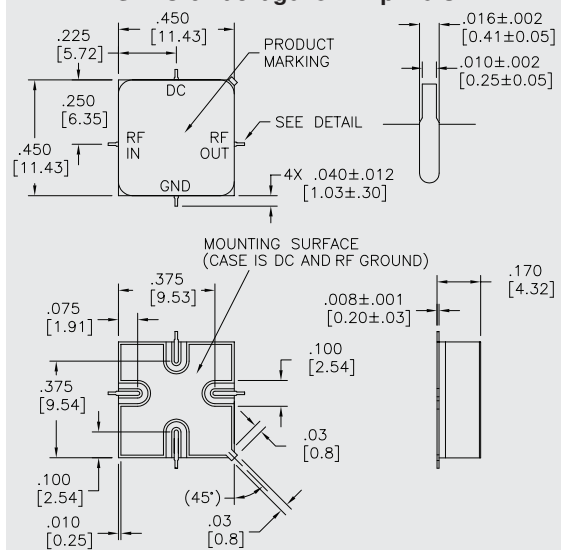 .450
[11.43]
.225
[5.72]
PRODUCT
MARKING
.016±.002
[0.41±0.05]
.010±.002
[0.25±0.05]
DC
.250
[6.35]
RF
IN
RF
OUT
SEE DETAIL
.450
[11.43]
GND
4X .040±.012
[1.03±.30]
MOUNTING SURFACE
(CASE IS DC AND RF GROUND)
.375
[9.53]
.170
[4.32]
.075
[1.91]
.008±.001
[0.20±.03]
.100
[2.54]
.375
[9.54]
.03
[0.8]
.100
[2.54]
(45°)
.010
[0.25]
.03
[0.8]